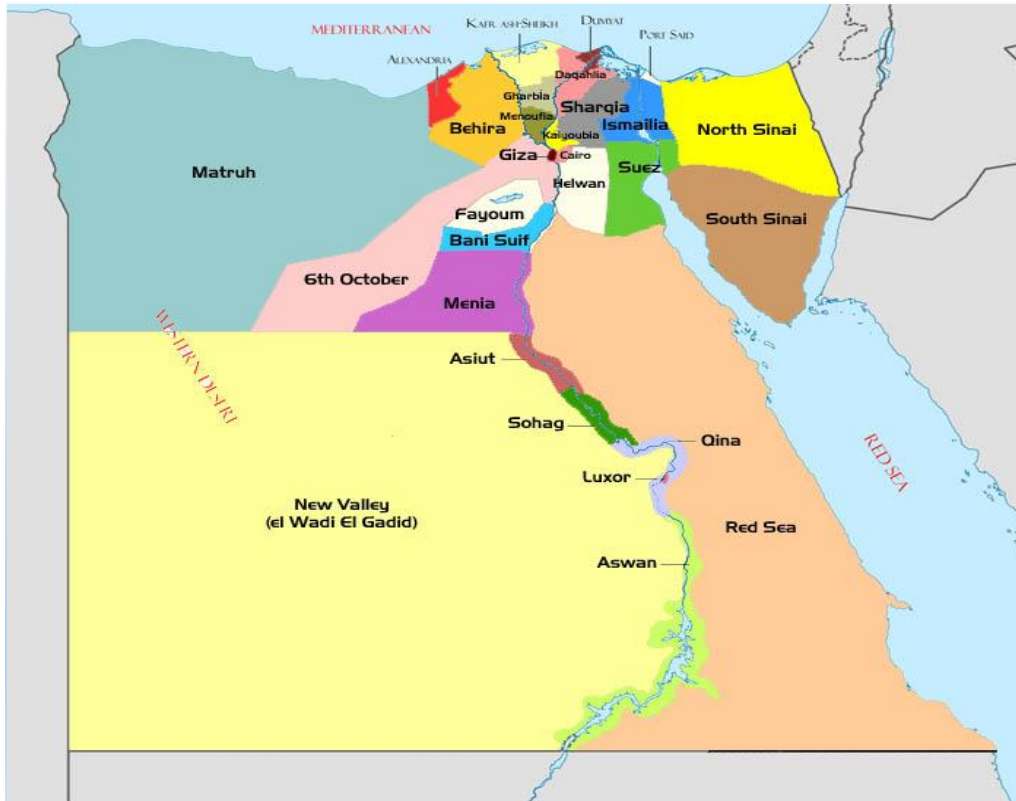 Kafr ash-Sheikh
Dumyat
Mediterranean
Port Said
Alexandria
Daqahlia
Gharbia
Sharqia
Menoufia
Behira
Ismailia
North Sinai
Kalyoubia
Giza
Cairo
Matruh
Suez
Helwan
Fayoum
South Sinai
Bani Suif
6th October
Menia
Western Desert
Asiut
Sohag
Qina
Red Sea
Luxor
New Valley
(el Wadi El Gadid)
Red Sea
Aswan